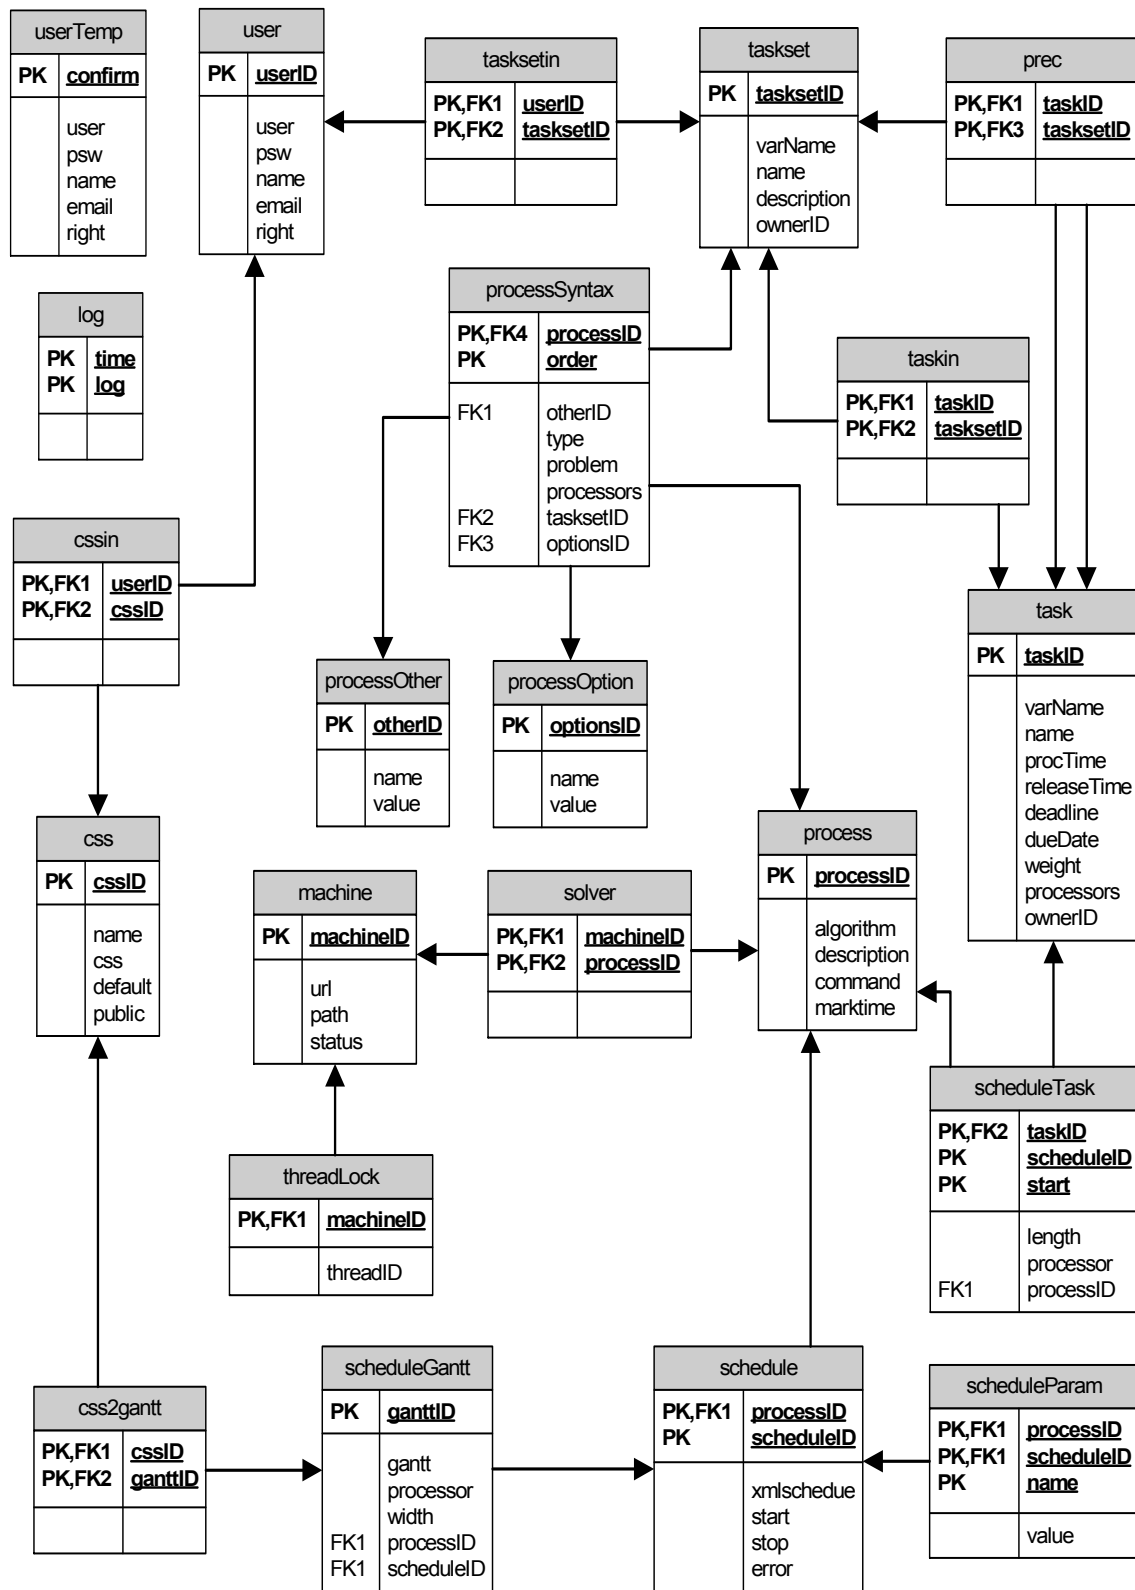 userTemp
PK confirm
user
psw
name
email
right
user
PK userID
user
psw
name
email
right
tasksetin
PK,FK1 userID
PK,FK2 tasksetID
taskset
PK tasksetID
varName
name
description
ownerID
prec
PK,FK1 taskID
PK,FK3 tasksetID
log
PK time
PK log
processSyntax
PK,FK4 processID
PK order
FK1 otherID
type
problem
processors
FK2 tasksetID
FK3 optionsID
taskin
PK,FK1 taskID
PK,FK2 tasksetID
cssin
PK,FK1 userID
PK,FK2 cssID
task
PK taskID
varName
name
procTime
releaseTime
deadline
dueDate
weight
processors
ownerID
processOther
PK otherID
name
value
processOption
PK optionsID
name
value
css
PK cssID
name
css
default
public
machine
PK machineID
url
path
status
solver
PK,FK1 machineID
PK,FK2 processID
process
PK processID
algorithm
description
command
marktime
scheduleTask
PK,FK2 taskID
PK scheduleID
PK start
length
processor
FK1 processID
threadLock
PK,FK1 machineID
threadID
css2gantt
PK,FK1 cssID
PK,FK2 ganttID
scheduleGantt
PK ganttID
gantt
processor
width
FK1 processID
FK1 scheduleID
schedule
PK,FK1 processID
PK scheduleID
xmlschedue
start
stop
error
scheduleParam
PK,FK1 processID
PK,FK1 scheduleID
PK name
value